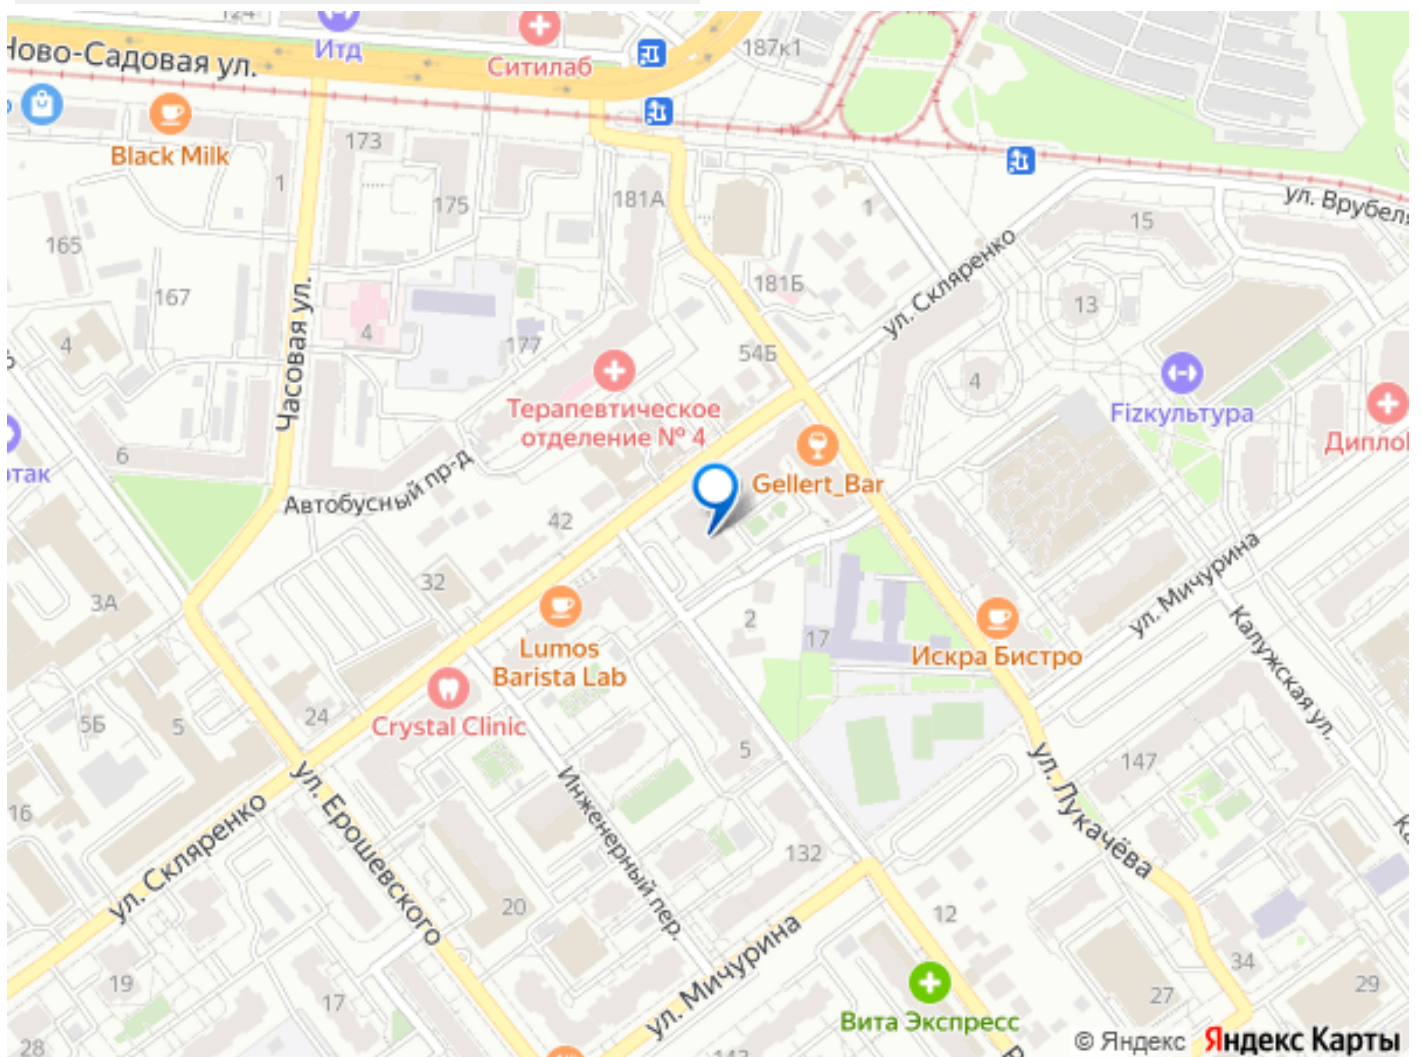 124
Итд
Ситилаб
187к1
Ново-Садовая ул.
Black Milk
173
1
175
181А
1
15
ул. Врубеля
165
167
181Б
ул. Скляренко
13
4
4
177
54Б
4
Часовая ул.
Терапевтическое
отделение № 4
Fizкультура
6
Автобусный пр-д
Gellert_Bar
42
32
3А
2
17
Lumos
Barista Lab
Искра Бистро
ул. Мичурина
Калужская ул.
24
5Б
5
Crystal Clinic
5
147
16
ул. Скляренко
ул. Ерошевского
Инженерный пер.
132
ул. Лукачёва
20
12
19
17
ул. Мичурина
34
27
29
28
Вита Экспресс
© Яндекс Яндекс Карты